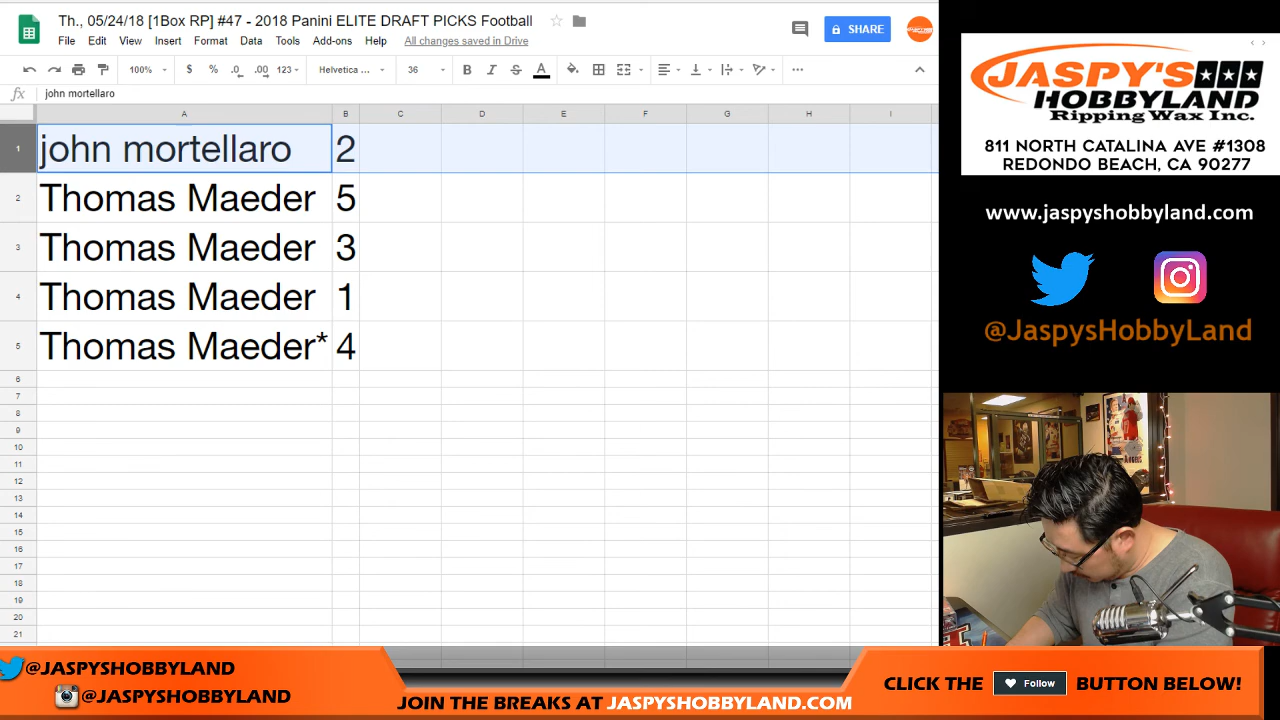 Th., 05/24/18 [1Box RP] #47 - 2018 Panini ELITE DRAFT PICKS Football
SHARE
File Edit View Insert Format Data Tools Add-ons Help All changes saved in Drive
100% $ % .0 .00 123 Helvetica ... 36 B I S A
fx john mortellaro
A B C D E F G H I
1 john mortellaro 2
2 Thomas Maeder 5
3 Thomas Maeder 3
4 Thomas Maeder 1
5 Thomas Maeder* 4
6
7
8
9
10
11
12
13
14
15
16
17
18
19
20
21
JASPY'S
HOBBYLAND
Ripping Wax Inc.
811 NORTH CATALINA AVE #1308
REDONDO BEACH, CA 90277
www.jaspyshobbyland.com
@JaspysHobbyLand
ANGELS
@JASPYSHOBBYLAND
@JASPYSHOBBYLAND
JOIN THE BREAKS AT JASPYSHOBBYLAND.COM
CLICK THE Follow BUTTON BELOW!